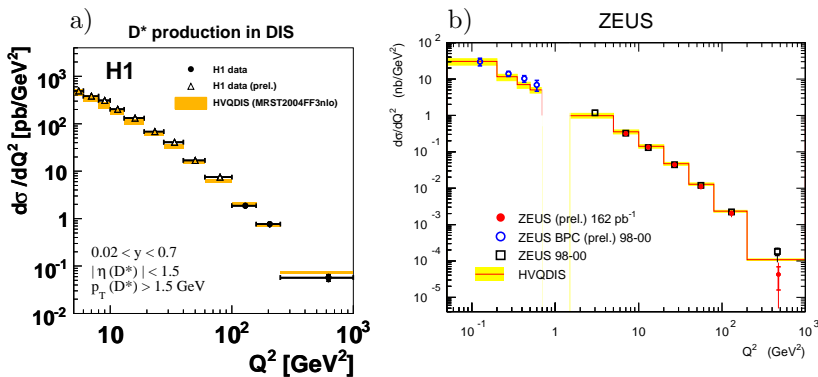 a)
D* production in DIS
H1
H1 data
H1 data (prel.)
HVQDIS (MRST2004FF3nlo)
dσ/dQ² [pb/GeV²]
10³
10²
10
1
10⁻¹
10⁻²
0.02 < y < 0.7
| η (D*) | < 1.5
p_T (D*) > 1.5 GeV
10 10² 10³
Q² [GeV²]
b) ZEUS
dσ/dQ² (nb/GeV²)
10²
10
1
10⁻¹
10⁻²
10⁻³
10⁻⁴
10⁻⁵
ZEUS (prel.) 162 pb⁻¹
ZEUS BPC (prel.) 98-00
ZEUS 98-00
HVQDIS
10⁻¹ 1 10 10² 10³
Q² (GeV²)